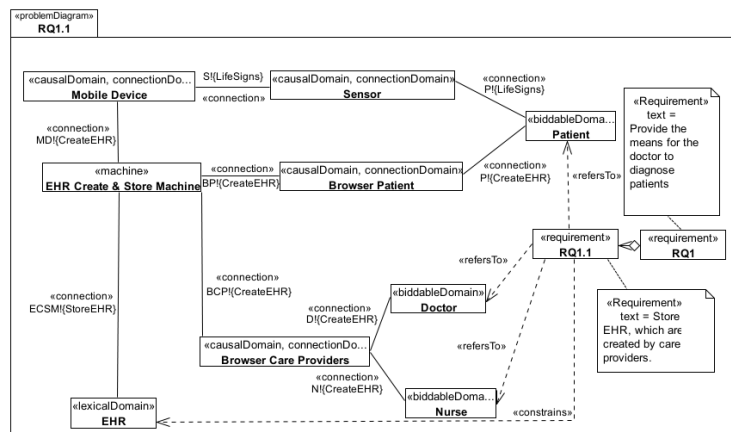 «problemDiagram»
RQ1.1
«causalDomain, connectionDo...
Mobile Device
S!{LifeSigns}
«connection»
«causalDomain, connectionDomain»
Sensor
«connection»
P!{LifeSigns}
«biddableDoma...
Patient
«Requirement»
text =
Provide the
means for the
doctor to
diagnose
patients
«connection»
MD!{CreateEHR}
«machine»
EHR Create & Store Machine
«connection»
BP!{CreateEHR}
«causalDomain, connectionDomain»
Browser Patient
«connection»
P!{CreateEHR}
«refersTo»
«requirement»
RQ1.1
«requirement»
RQ1
«connection»
ECSM!{StoreEHR}
«connection»
BCP!{CreateEHR}
«refersTo»
«biddableDomain»
Doctor
«connection»
D!{CreateEHR}
«causalDomain, connectionDo...
Browser Care Providers
«refersTo»
«Requirement»
text = Store
EHR, which are
created by care
providers.
«connection»
N!{CreateEHR}
«biddableDoma...
Nurse
«lexicalDomain»
EHR
«constrains»